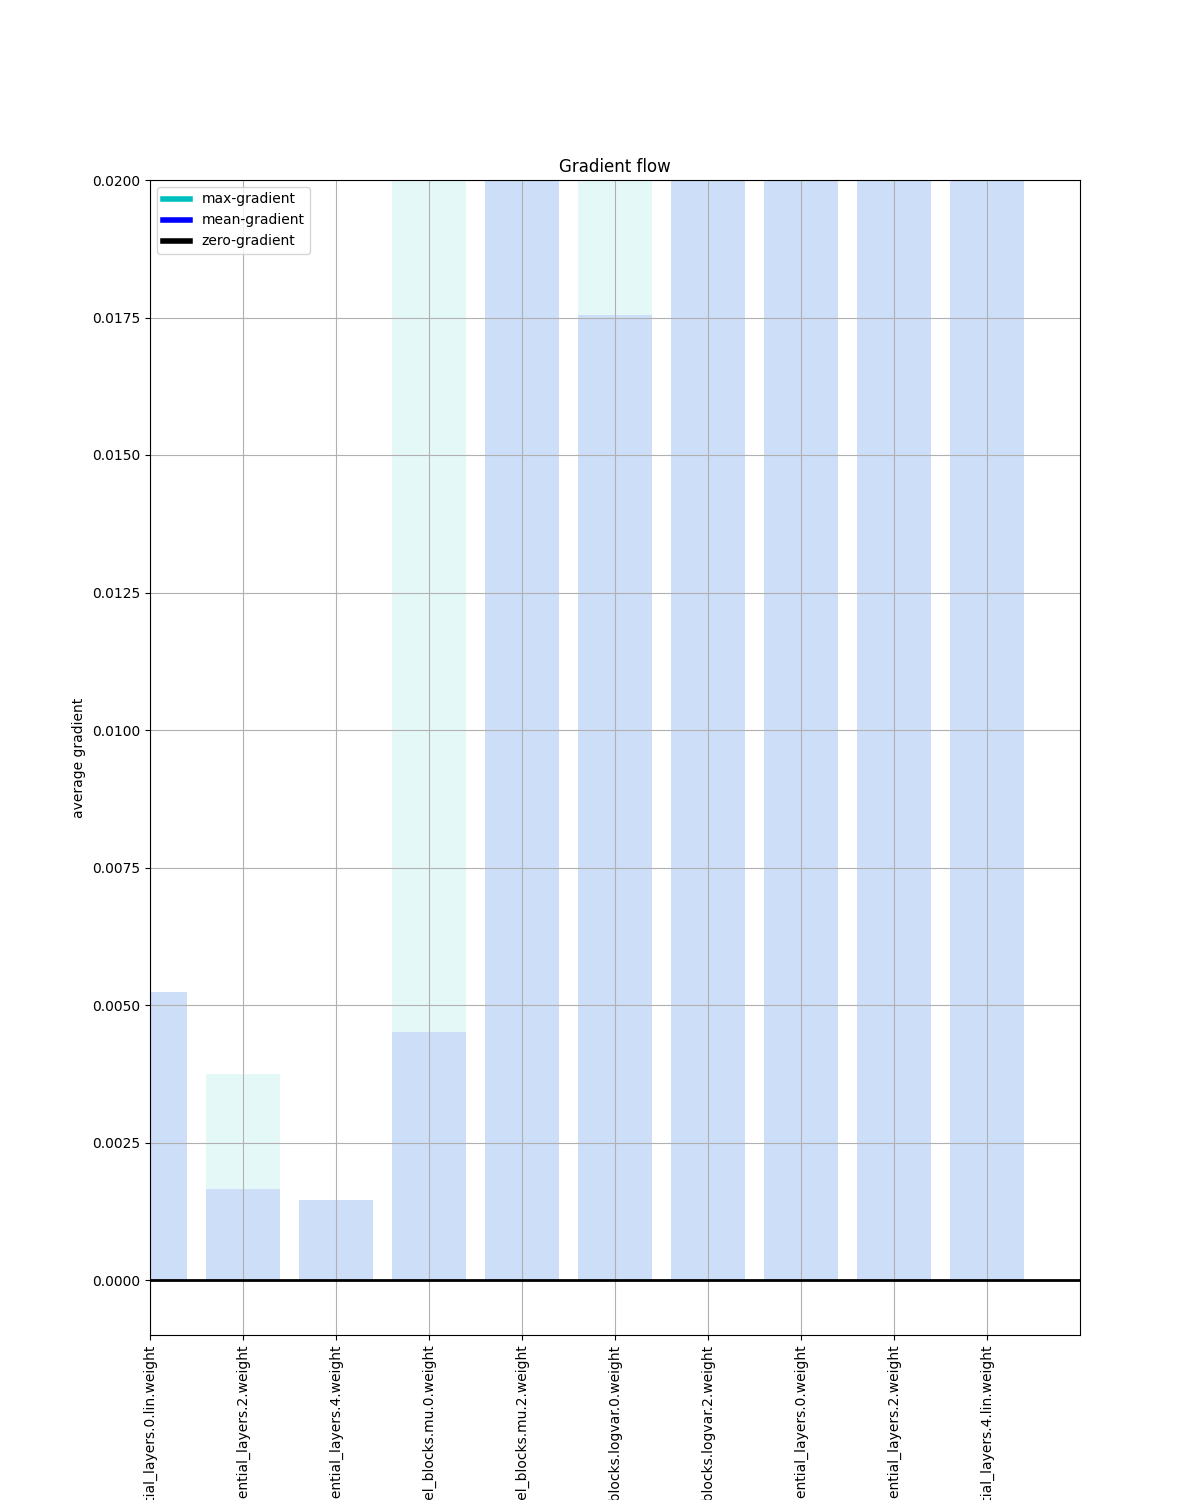 Gradient flow
max-gradient
mean-gradient
zero-gradient
0.0200
0.0175
0.0150
0.0125
0.0100
0.0075
0.0050
0.0025
0.0000
average gradient
tial_layers.0.lin.weight
ential_layers.2.weight
ential_layers.4.weight
el_blocks.mu.0.weight
el_blocks.mu.2.weight
blocks.logvar.0.weight
blocks.logvar.2.weight
ential_layers.0.weight
ential_layers.2.weight
tial_layers.4.lin.weight